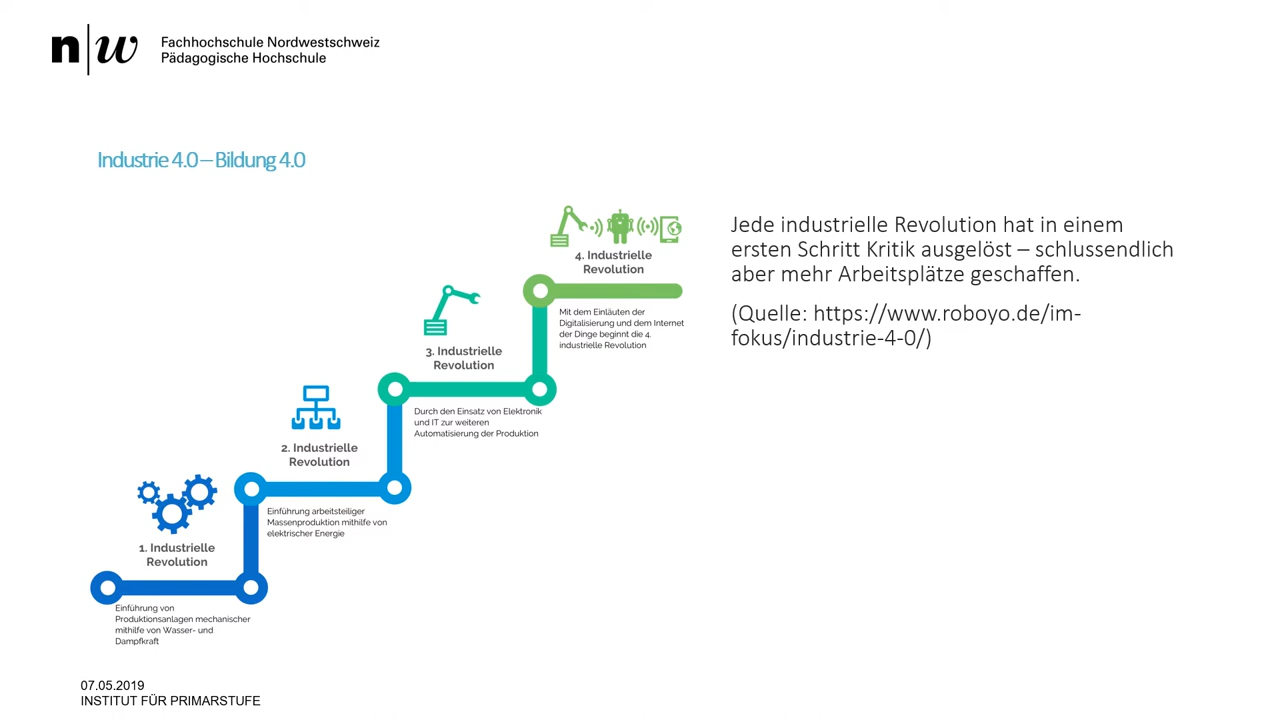 n|w Fachhochschule Nordwestschweiz
Pädagogische Hochschule
Industrie 4.0 – Bildung 4.0
4. Industrielle
Revolution
Mit dem Einläuten der
Digitalisierung und dem Internet
der Dinge beginnt die 4.
industrielle Revolution
3. Industrielle
Revolution
Durch den Einsatz von Elektronik
und IT zur weiteren
Automatisierung der Produktion
2. Industrielle
Revolution
Einführung arbeitsteiliger
Massenproduktion mithilfe von
elektrischer Energie
1. Industrielle
Revolution
Einführung von
Produktionsanlagen mechanischer
mithilfe von Wasser- und
Dampfkraft
Jede industrielle Revolution hat in einem
ersten Schritt Kritik ausgelöst – schlussendlich
aber mehr Arbeitsplätze geschaffen.
(Quelle: https://www.roboyo.de/im-
fokus/industrie-4-0/)
07.05.2019
INSTITUT FÜR PRIMARSTUFE